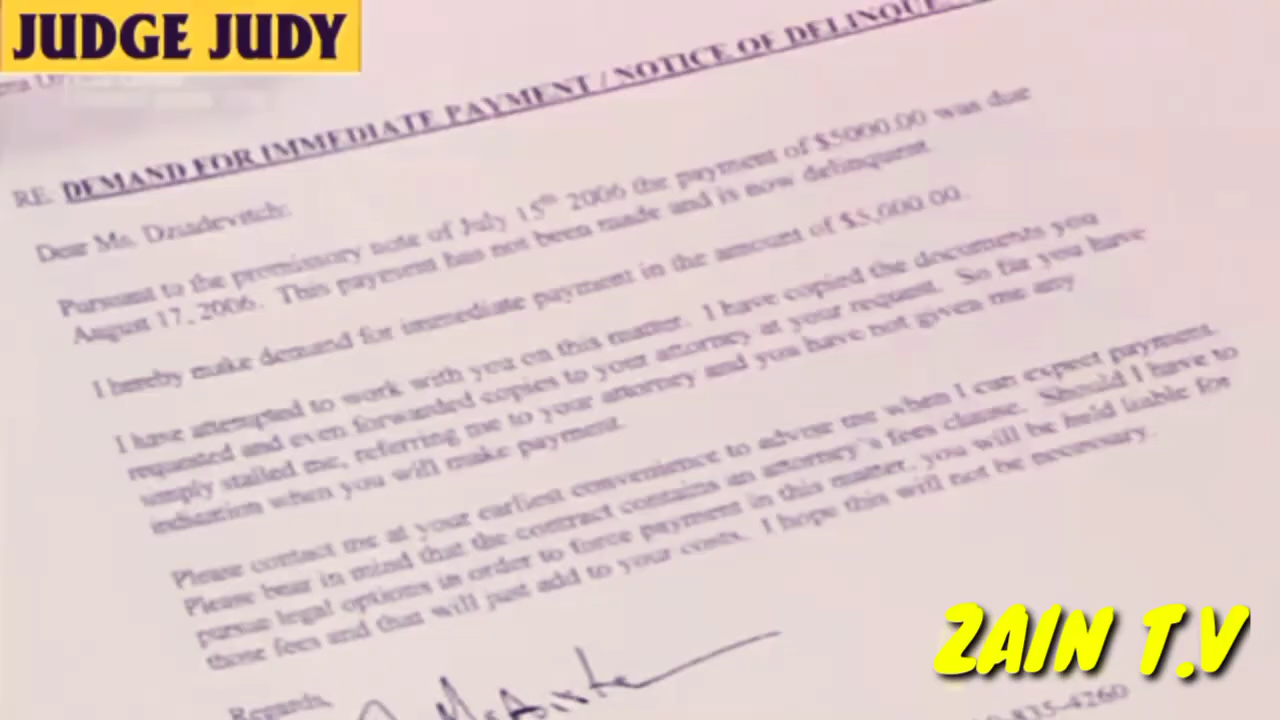 JUDGE JUDY
RE: DEMAND FOR IMMEDIATE PAYMENT / NOTICE OF
Dear Ms. Dziadevitch:
Pursuant to the promissory note of July 15th 2006 the payment of $5000.00 was due
August 17, 2006. This payment has not been made and is now delinquent.
I hereby make demand for immediate payment in the amount of $5,000.00.
I have attempted to work with you on this matter. I have copied the documents you
requested and even forwarded copies to your attorney at your request. So far you have
simply stalled me, referring me to your attorney and you have not given me any
indication when you will make payment.
Please contact me at your earliest convenience to advise me when I can expect payment.
Please bear in mind that the contract contains an attorney's fees clause. Should I have to
pursue legal options in order to force payment in this matter, you will be held liable for
those fees and that will just add to your costs. I hope this will not be necessary.
Regards,
835-4260
ZAIN T.V